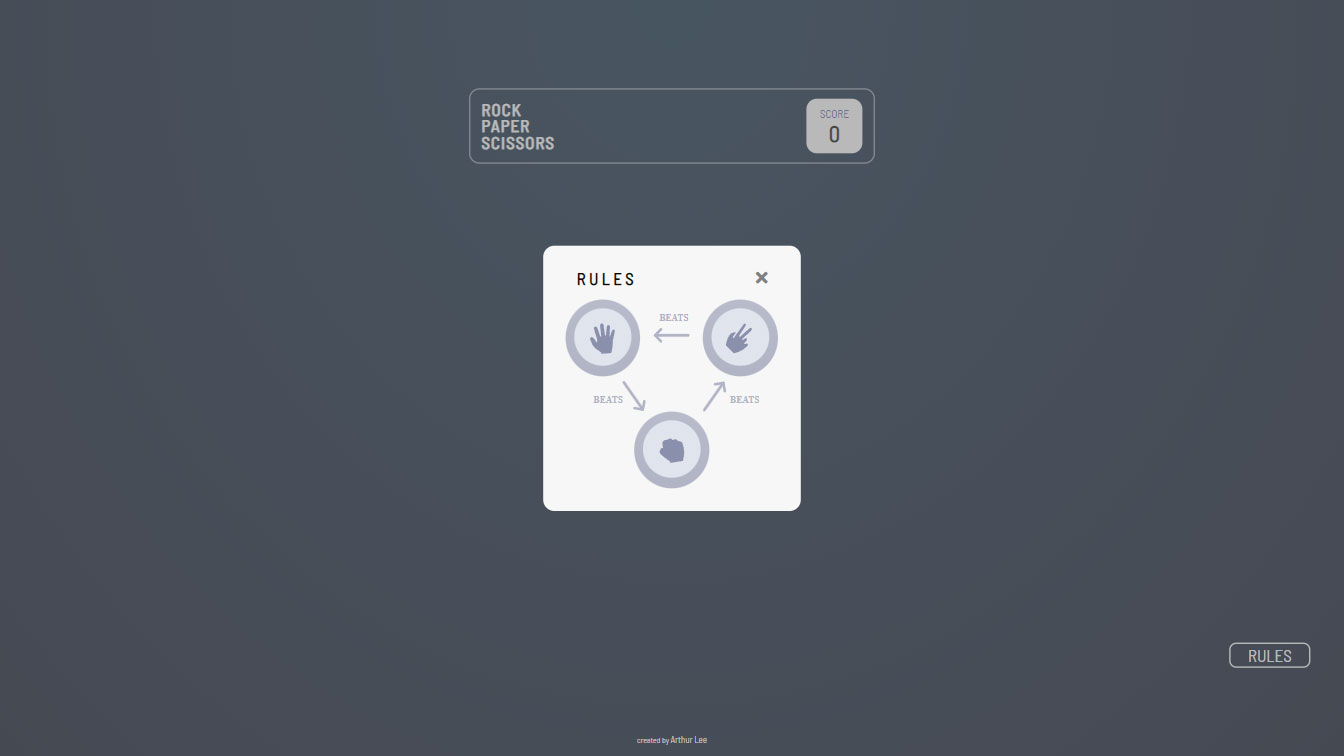 ROCK
PAPER
SCISSORS
SCORE
0
RULES
BEATS
BEATS
BEATS
RULES
created by Arthur Lee